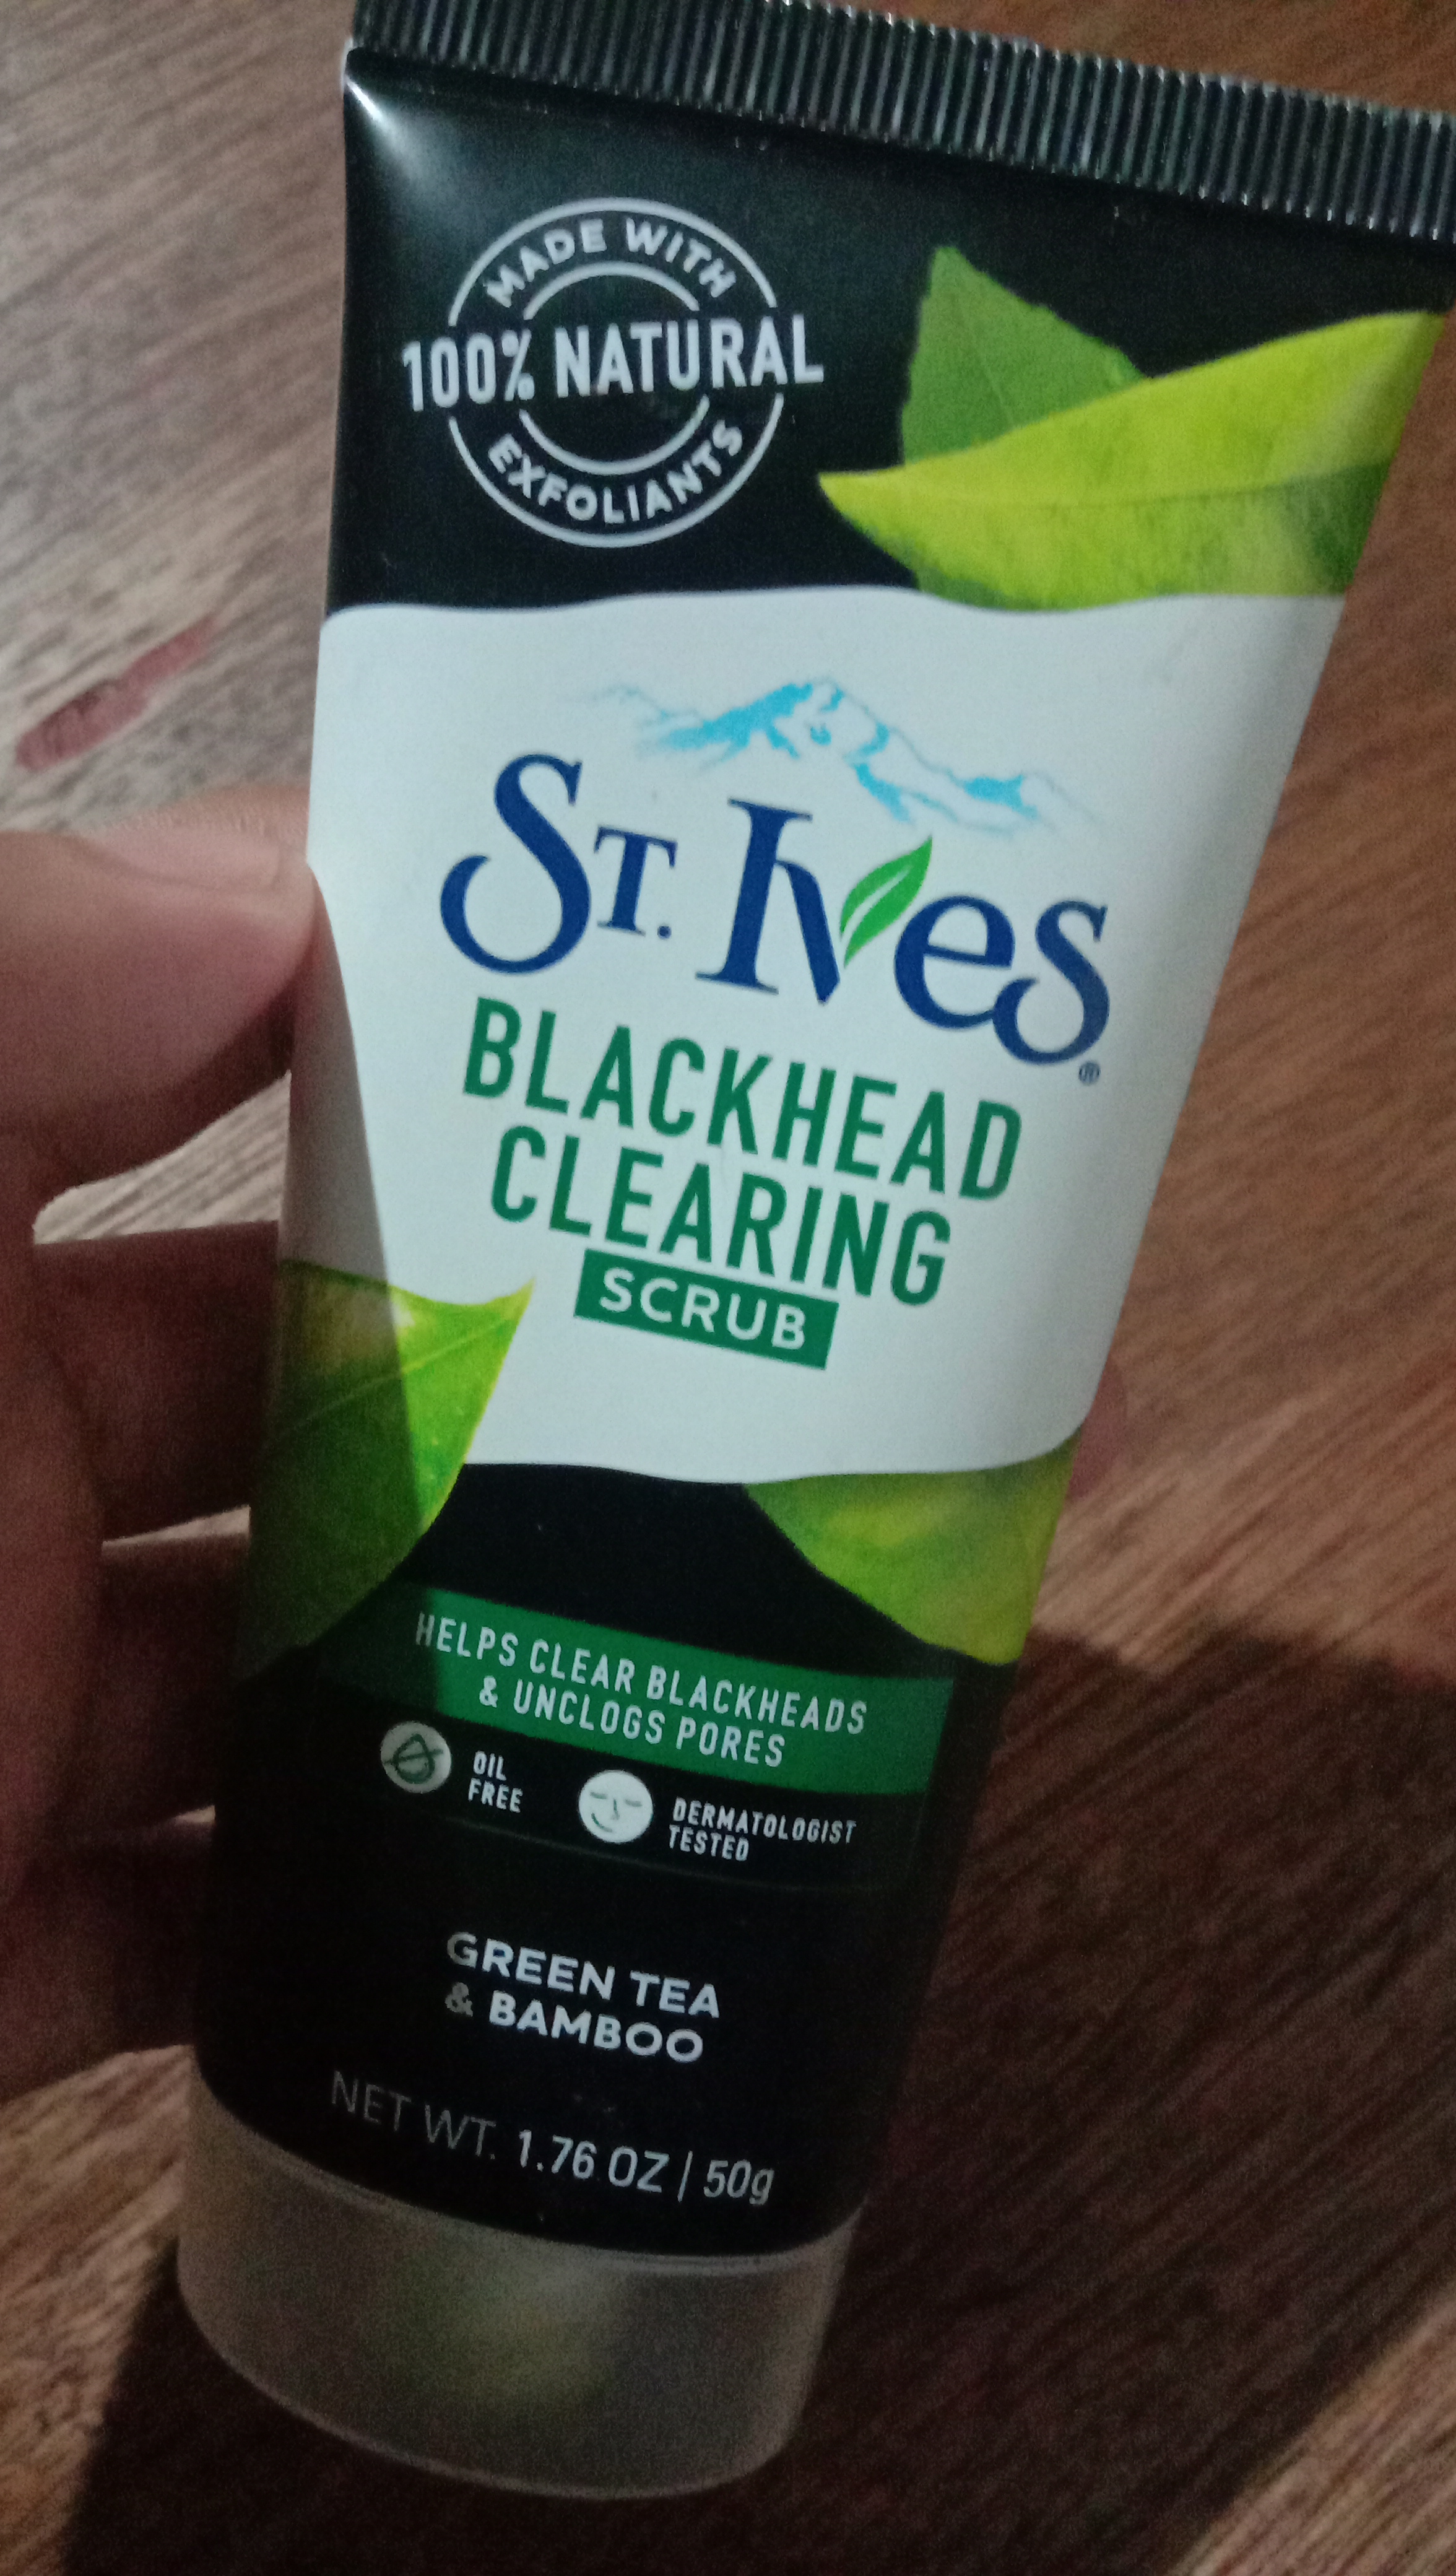 MADE WITH
100% NATURAL
EXFOLIANTS
ST. IVES®
BLACKHEAD
CLEARING
SCRUB
HELPS CLEAR BLACKHEADS
& UNCLOGS PORES
OIL
FREE
DERMATOLOGIST
TESTED
GREEN TEA
& BAMBOO
NET WT. 1.76 OZ | 50g